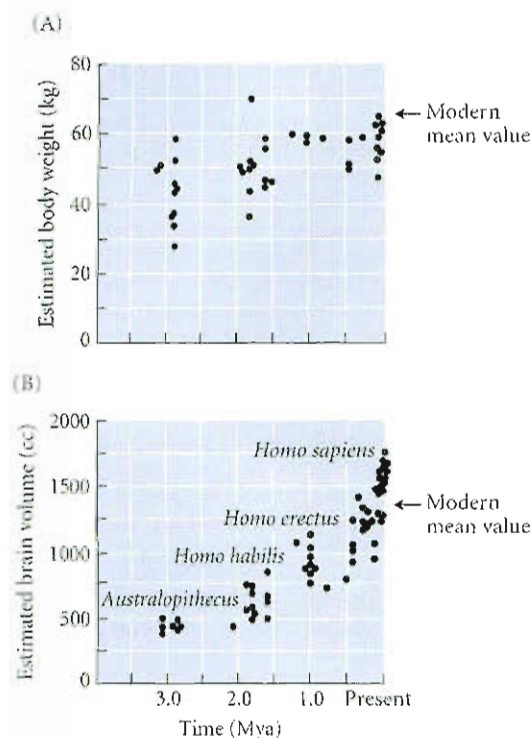 (A)
80
60
40
20
0
Estimated body weight (kg)
Modern
mean value
(B)
2000
1500
1000
500
0
Estimated brain volume (cc)
Homo sapiens
Homo erectus
Homo habilis
Australopithecus
Modern
mean value
3.0
2.0
1.0
Present
Time (Mya)